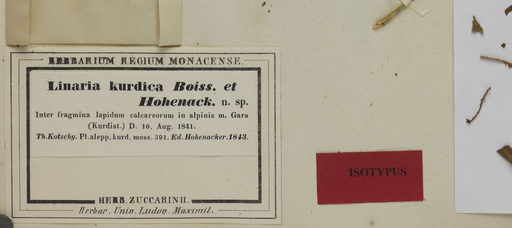 HERBARIUM REGIUM MONACENSE.
Linaria kurdica Boiss. et
Hohenack. n. sp.
Inter fragmina lapidum calcareorum in alpinis m. Gara
(Kurdist.) D. 10. Aug. 1841.
Th. Kotschy. Pl. alepp. kurd. moss. 391. Ed. Hohenacker. 1843.
HERB. ZUCCARINII.
Herbar. Univ. Ludov. Maximil.
ISOTYPUS